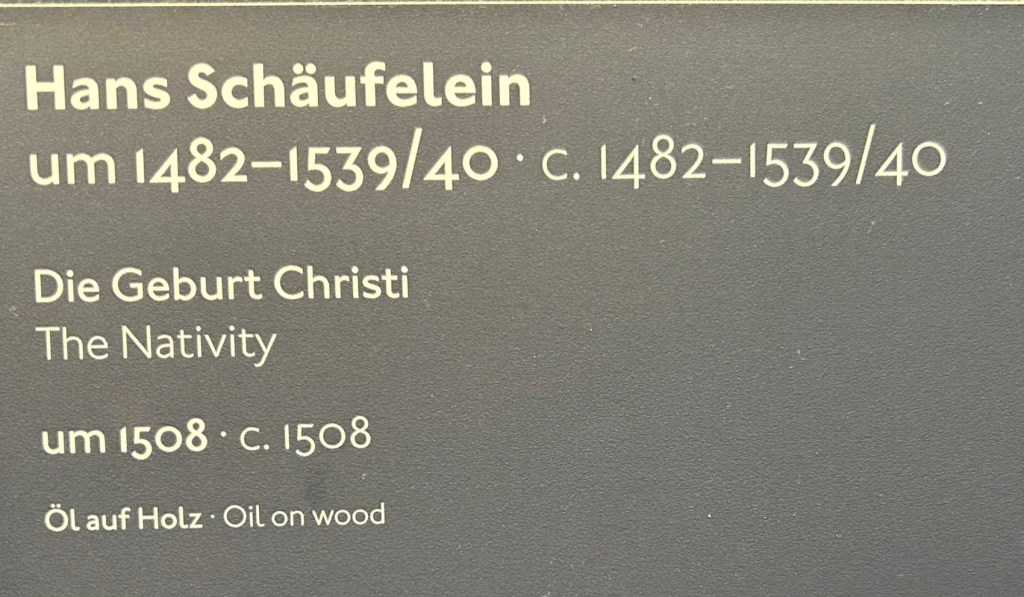 Hans Schäufelein
um 1482–1539/40 · c. 1482–1539/40
Die Geburt Christi
The Nativity
um 1508 · c. 1508
Öl auf Holz · Oil on wood